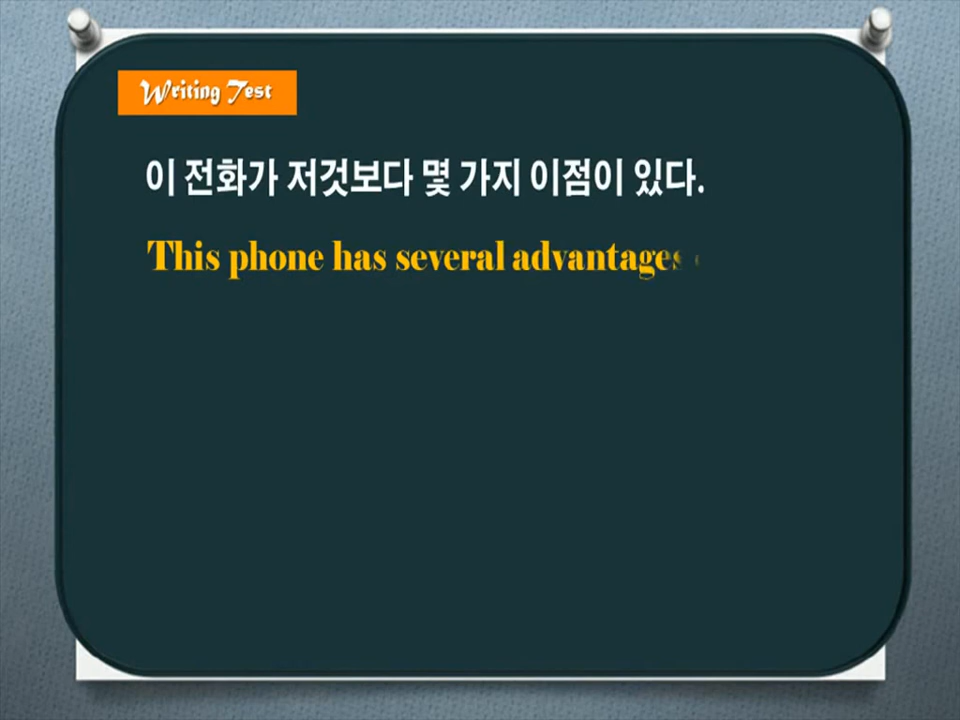 Writing Test
이 전화가 저것보다 몇 가지 이점이 있다.
This phone has several advantages